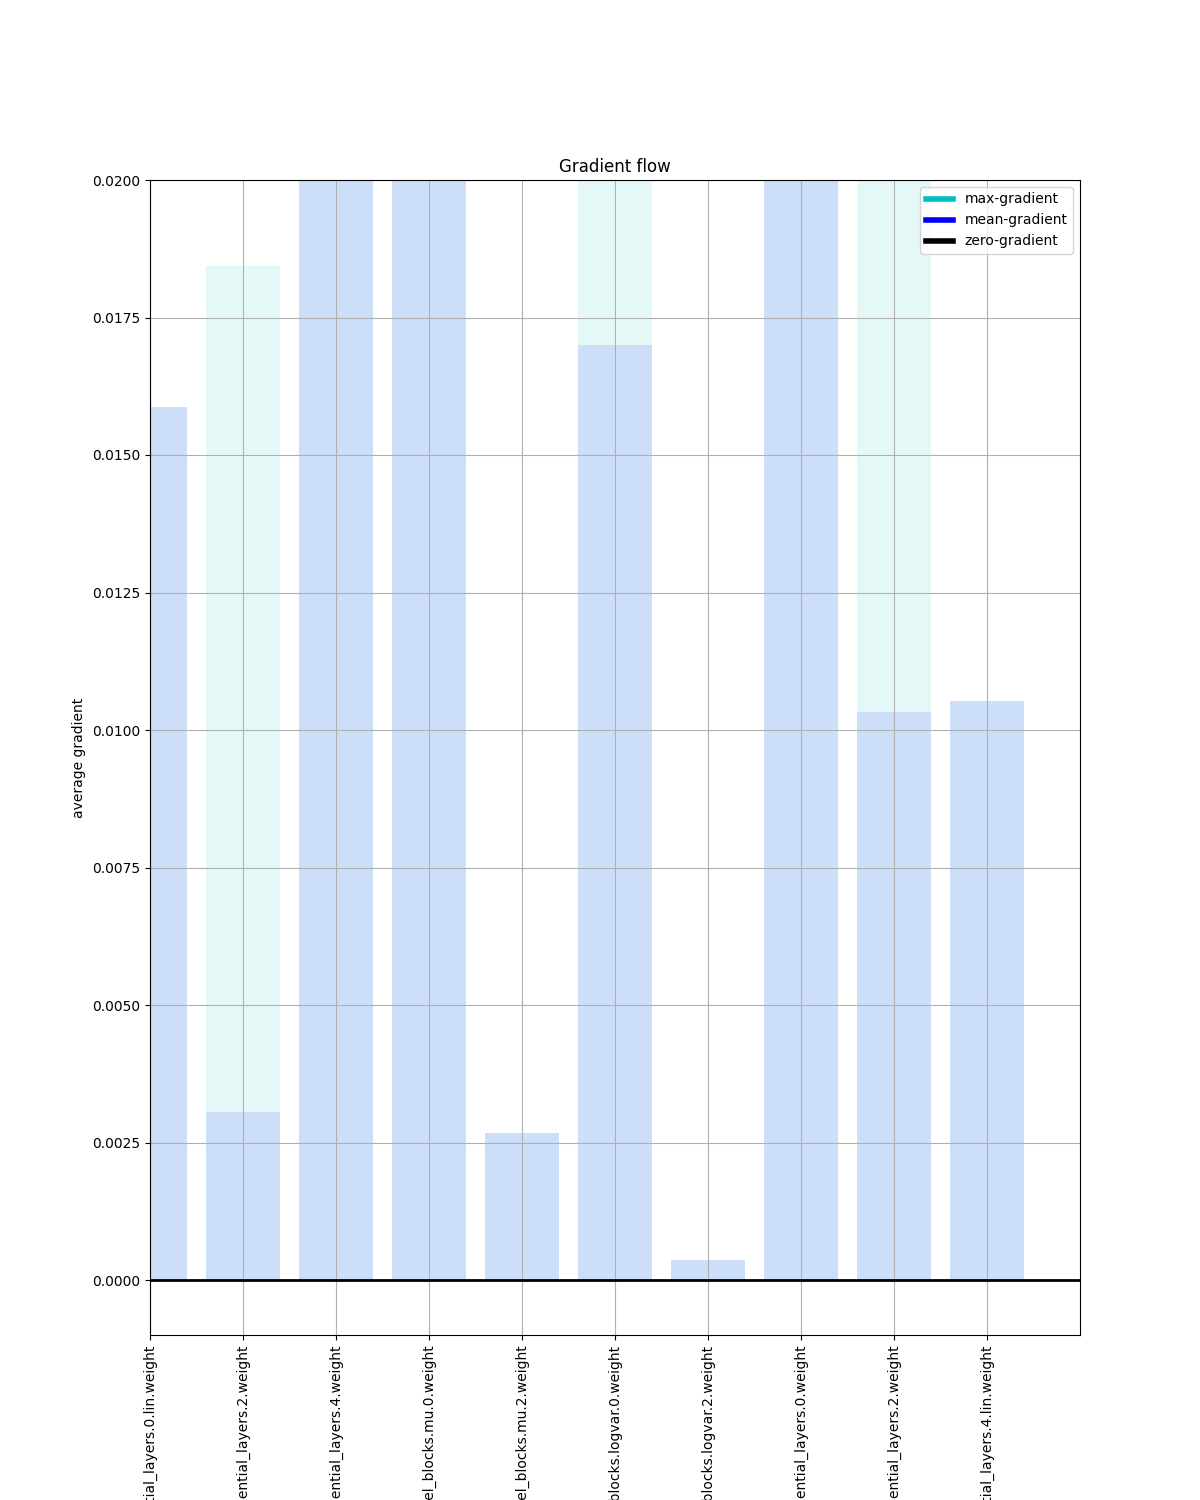 Gradient flow
max-gradient
mean-gradient
zero-gradient
0.0200
0.0175
0.0150
0.0125
0.0100
0.0075
0.0050
0.0025
0.0000
average gradient
tial_layers.0.lin.weight
ential_layers.2.weight
ential_layers.4.weight
el_blocks.mu.0.weight
el_blocks.mu.2.weight
blocks.logvar.0.weight
blocks.logvar.2.weight
ential_layers.0.weight
ential_layers.2.weight
tial_layers.4.lin.weight